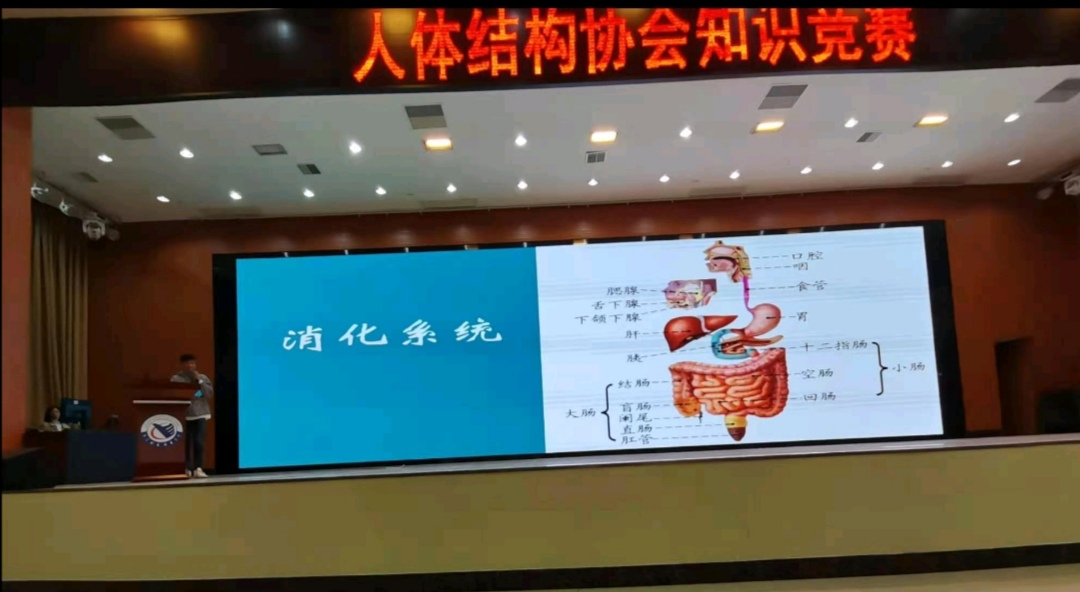 人体结构协会知识竞赛
消化系统
口腔
咽
食管
腮腺
舌下腺
下颌下腺
胃
肝
胰
十二指肠
小肠
空肠
结肠
回肠
大肠
盲肠
阑尾
直肠
肛管